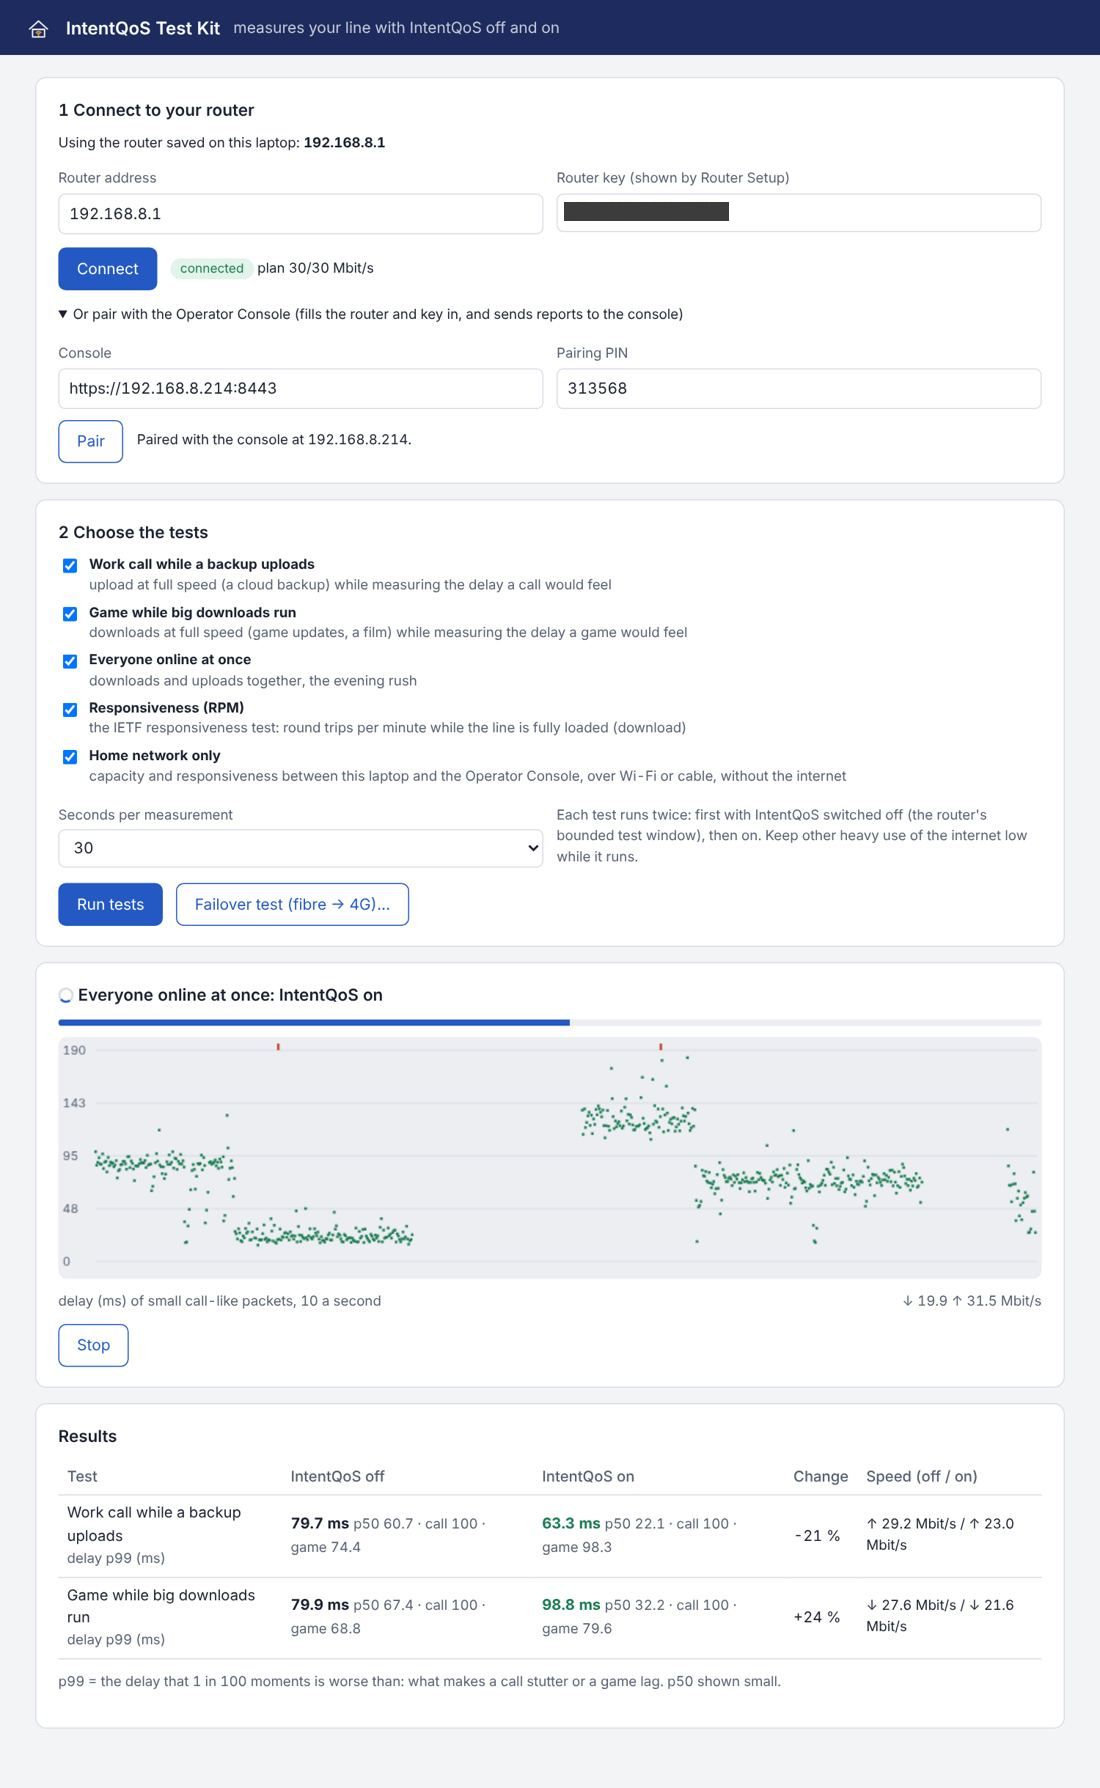 IntentQoS Test Kit measures your line with IntentQoS off and on
1 Connect to your router
Using the router saved on this laptop: 192.168.8.1
Router address
Router key (shown by Router Setup)
192.168.8.1
Connect
connected plan 30/30 Mbit/s
▼ Or pair with the Operator Console (fills the router and key in, and sends reports to the console)
Console
Pairing PIN
https://192.168.8.214:8443
313568
Pair
Paired with the console at 192.168.8.214.
2 Choose the tests
Work call while a backup uploads
upload at full speed (a cloud backup) while measuring the delay a call would feel
Game while big downloads run
downloads at full speed (game updates, a film) while measuring the delay a game would feel
Everyone online at once
downloads and uploads together, the evening rush
Responsiveness (RPM)
the IETF responsiveness test: round trips per minute while the line is fully loaded (download)
Home network only
capacity and responsiveness between this laptop and the Operator Console, over Wi-Fi or cable, without the internet
Seconds per measurement
30
Each test runs twice: first with IntentQoS switched off (the router's
bounded test window), then on. Keep other heavy use of the internet low
while it runs.
Run tests
Failover test (fibre → 4G)...
Everyone online at once: IntentQoS on
190
143
95
48
0
delay (ms) of small call-like packets, 10 a second
↓ 19.9 ↑ 31.5 Mbit/s
Stop
Results
Test IntentQoS off IntentQoS on Change Speed (off / on)
Work call while a backup
uploads
delay p99 (ms)
79.7 ms p50 60.7 · call 100 ·
game 74.4
63.3 ms p50 22.1 · call 100 ·
game 98.3
-21 %
↑ 29.2 Mbit/s / ↑ 23.0
Mbit/s
Game while big downloads
run
delay p99 (ms)
79.9 ms p50 67.4 · call 100 ·
game 68.8
98.8 ms p50 32.2 · call 100 ·
game 79.6
+24 %
↓ 27.6 Mbit/s / ↓ 21.6
Mbit/s
p99 = the delay that 1 in 100 moments is worse than: what makes a call stutter or a game lag. p50 shown small.